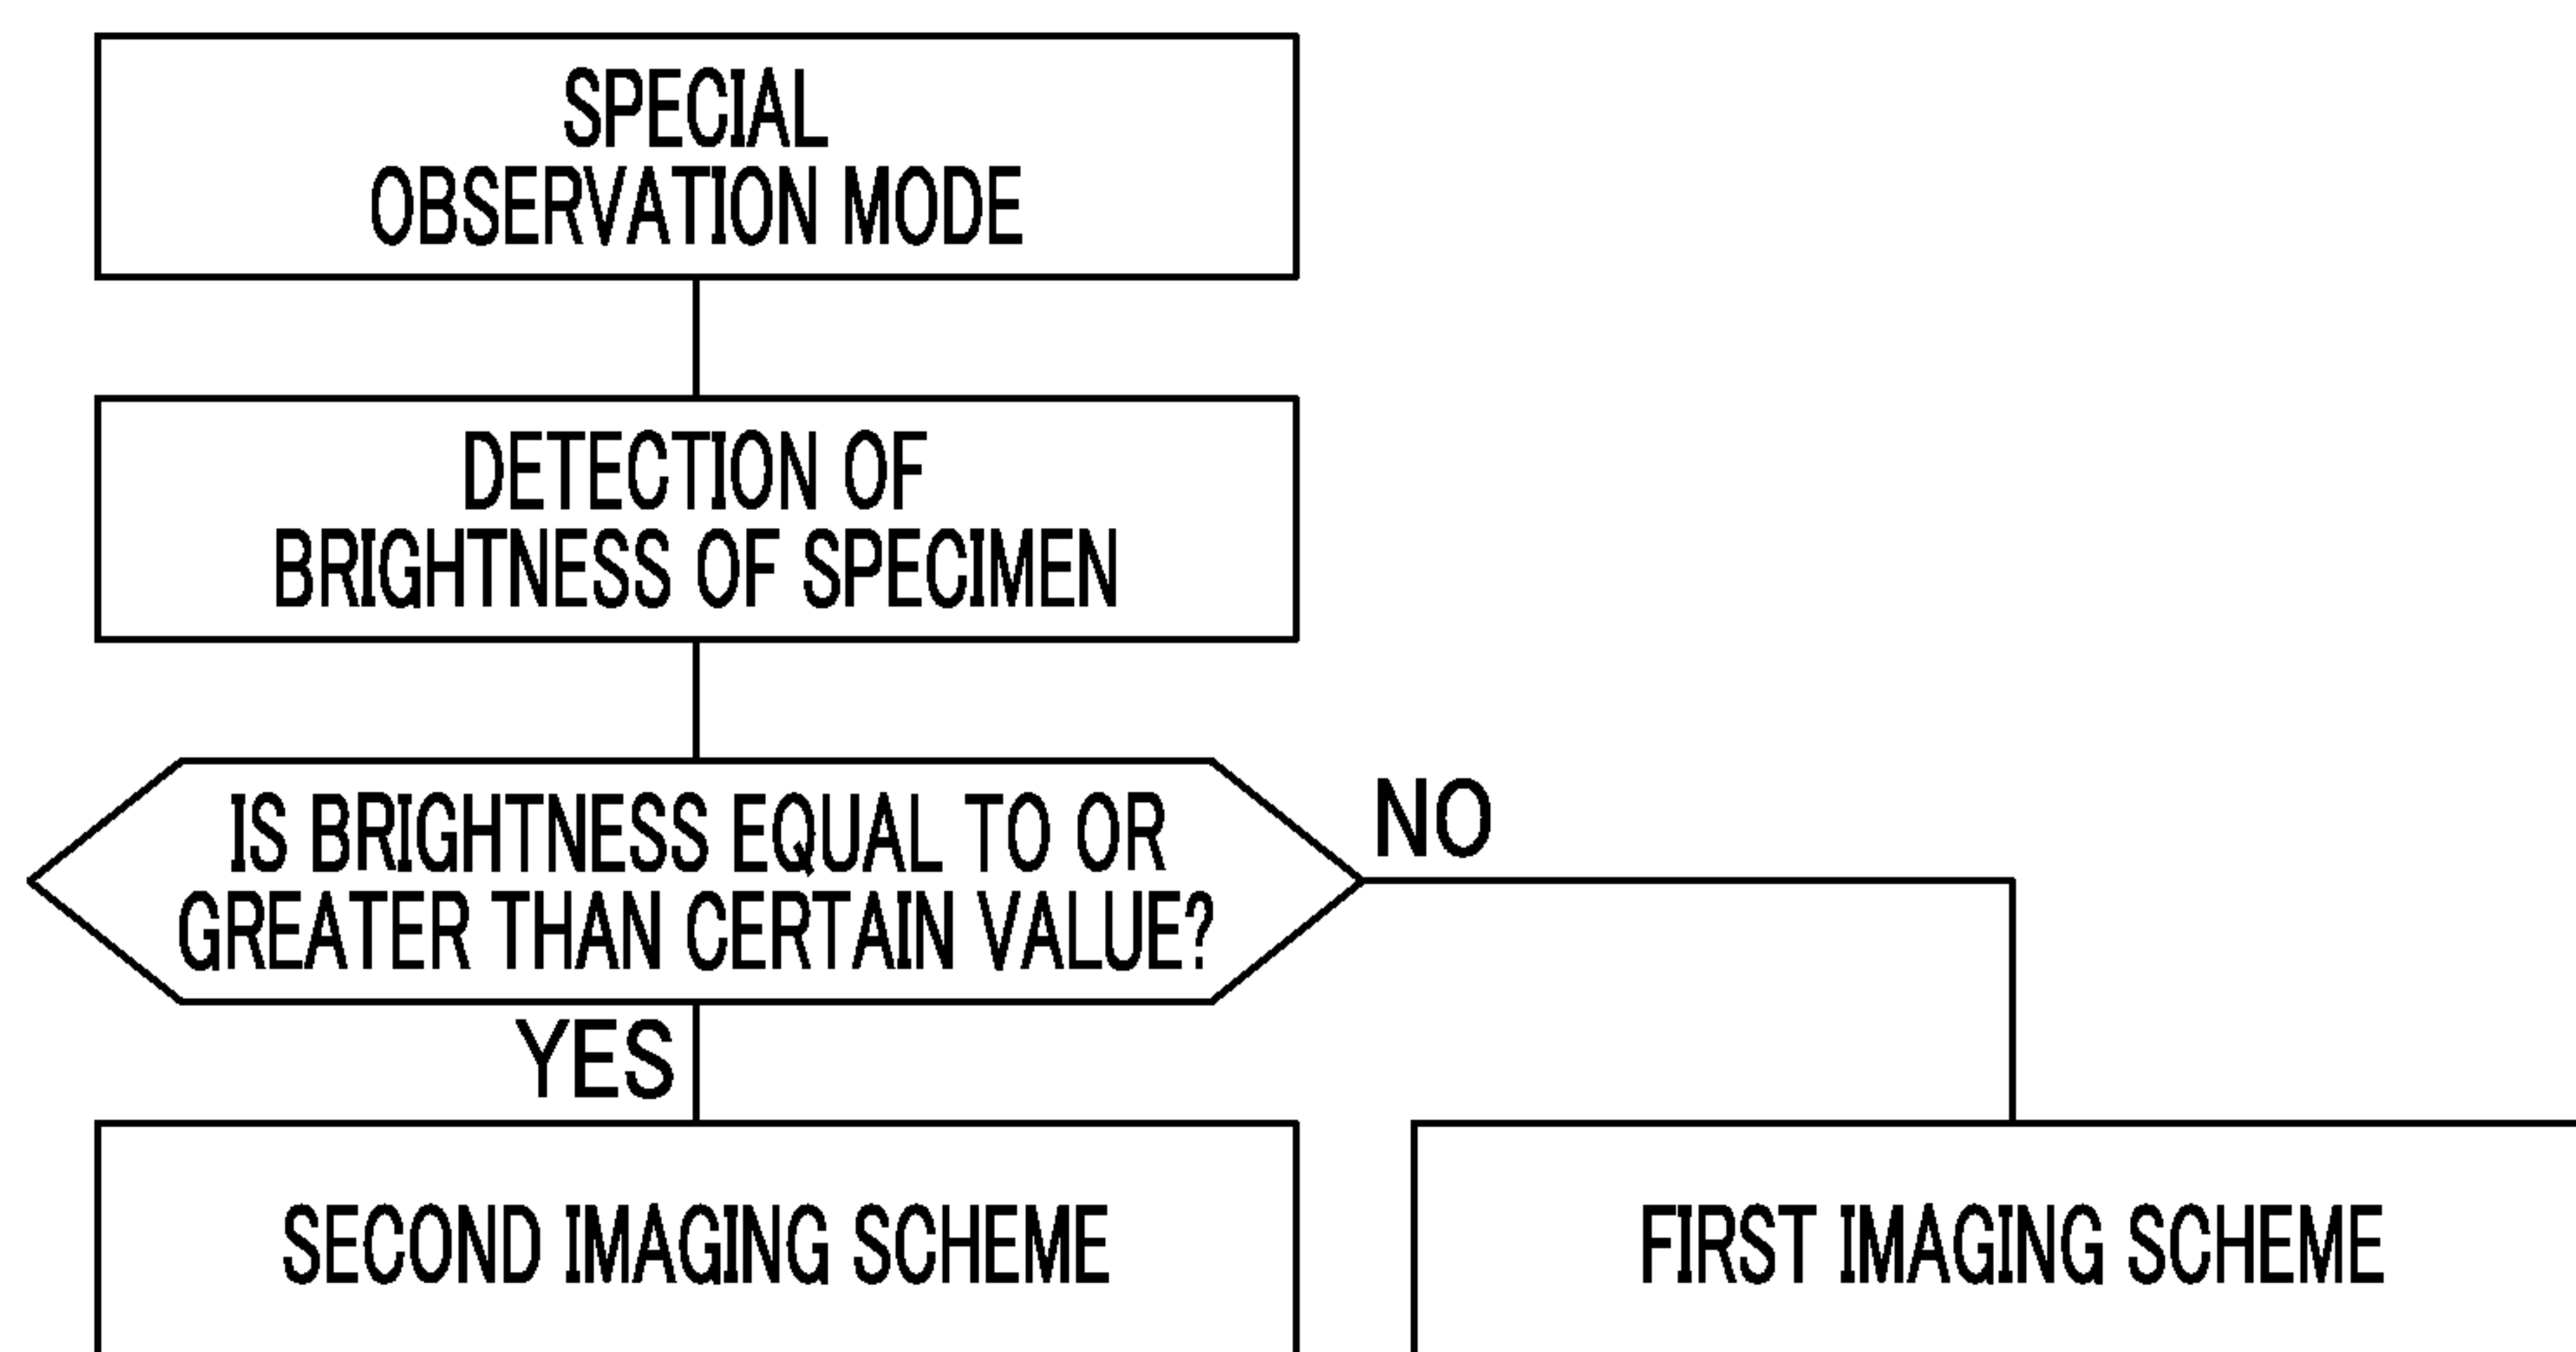 SPECIAL
OBSERVATION MODE
DETECTION OF
BRIGHTNESS OF SPECIMEN
IS BRIGHTNESS EQUAL TO OR
GREATER THAN CERTAIN VALUE?
NO
YES
SECOND IMAGING SCHEME
FIRST IMAGING SCHEME